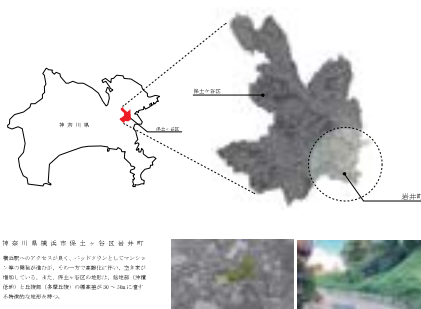 神奈川県
保土ヶ谷区
保土ヶ谷区
岩井町
神奈川県横浜市保土ヶ谷区岩井町
横浜駅へのアクセスが良く、ベッドタウンとしてマンショ
ン等の開発が進むが、その一方で高齢化に伴い、空き家が
増加している。また、保土ヶ谷区の地形は、低地部（沖積
低地）と丘陵部（多摩丘陵）の標高差が30～50mに達す
る特徴的な地形を持つ。